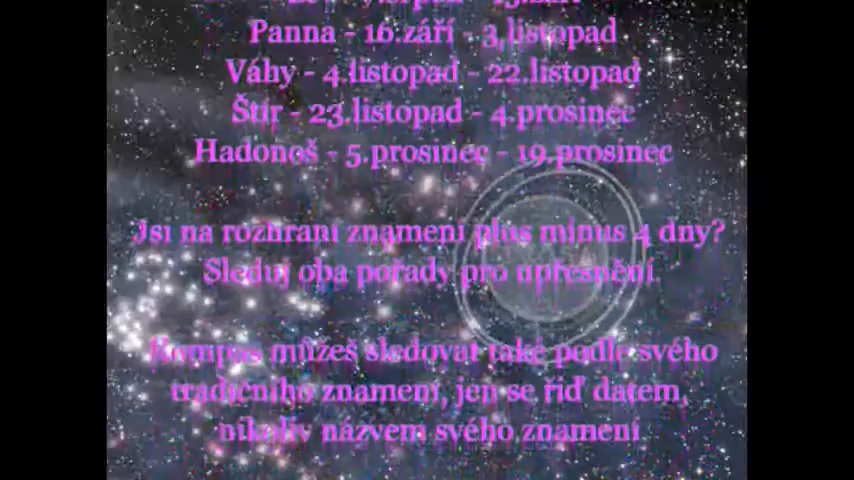 Panna - 16.září - 3.listopad
Váhy - 4.listopad - 22.listopad
Štír - 23.listopad - 4.prosinec
Hadonoš - 5.prosinec - 19.prosinec
Jsi na rozhraní znamení plus minus 4 dny?
Sleduj oba pořady pro upřesnění.
Kompas můžeš sledovat také podle svého
tradičního znamení, jen se řiď datem,
nikoliv názvem svého znamení